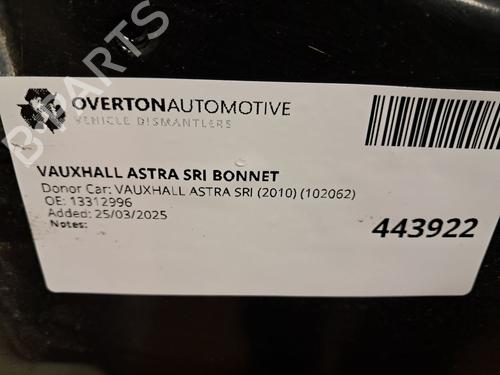 B-PARTS
OVERTONAUTOMOTIVE
VEHICLE DISMANTLERS
VAUXHALL ASTRA SRI BONNET
Donor Car: VAUXHALL ASTRA SRI (2010) (102062)
OE: 13312996
Added: 25/03/2025
Notes:
443922